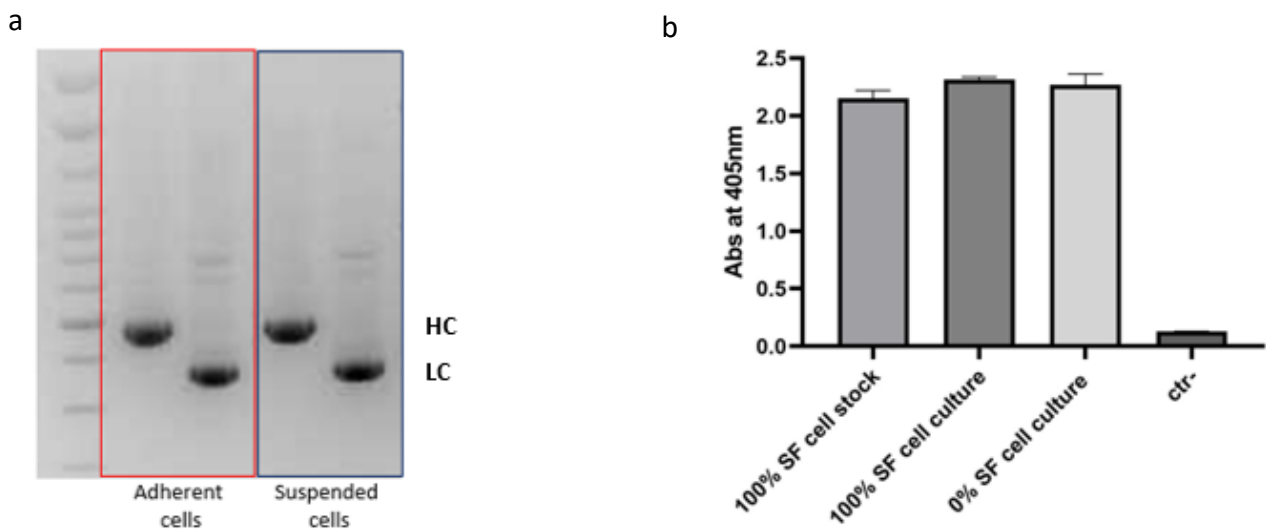 a
HC
LC
Adherent
cells
Suspended
cells
b
Abs at 405nm
2.5
2.0
1.5
1.0
0.5
0.0
100% SF cell stock
100% SF cell culture
0% SF cell culture
ctr-